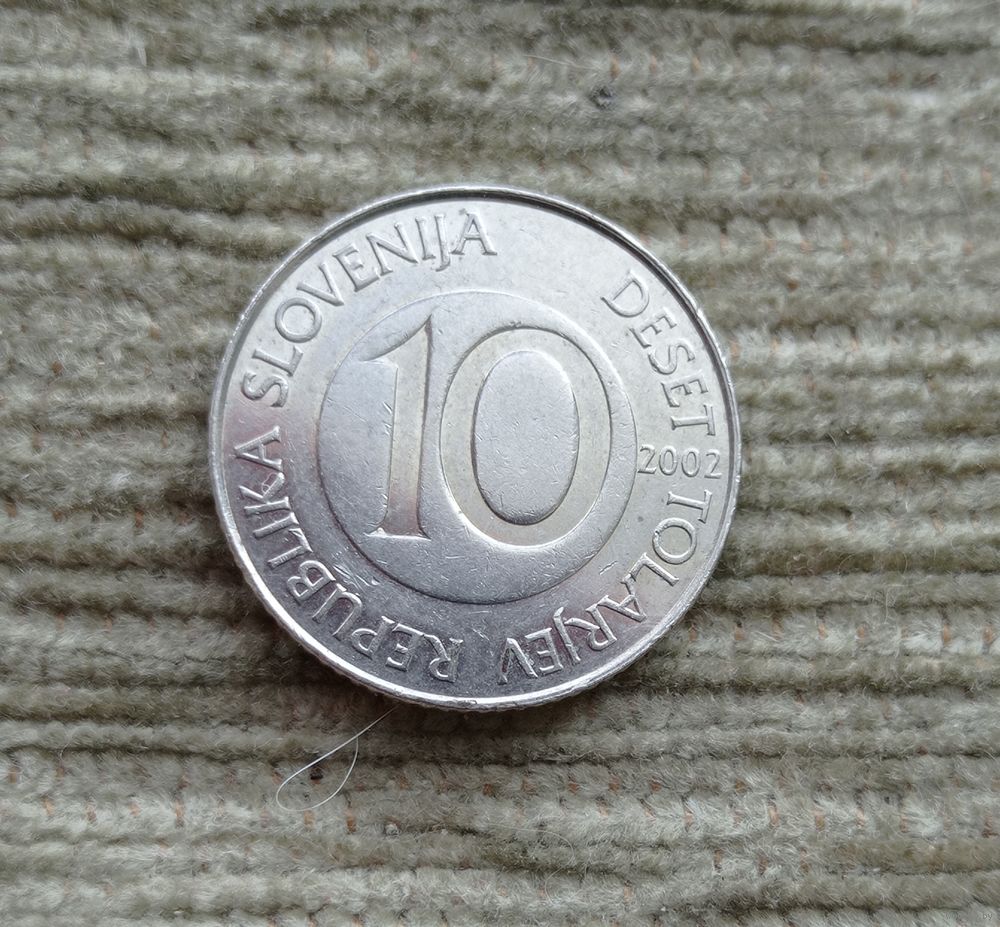 REPUBLIKA SLOVENIJA
DESET TOLARJEV
10
2002